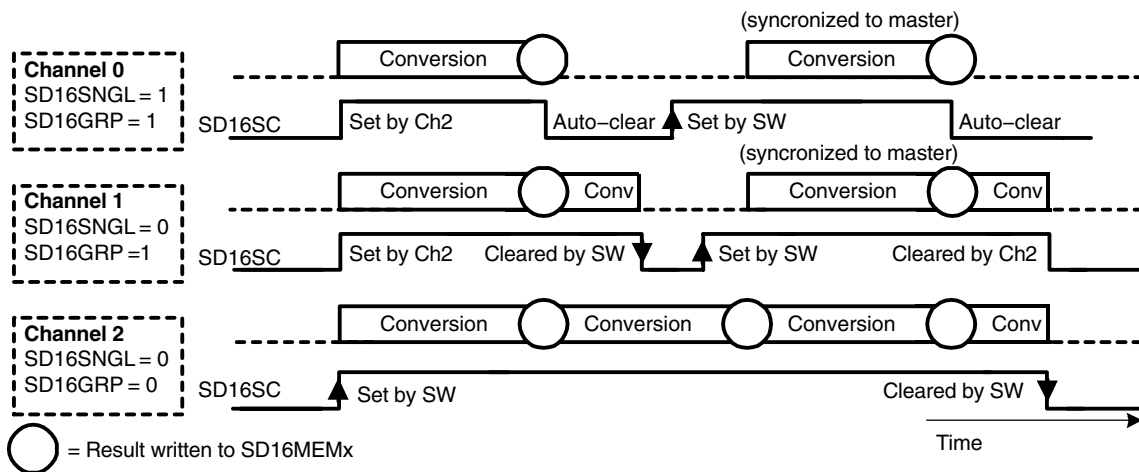 (syncronized to master)
Channel 0
SD16SNGL = 1
SD16GRP = 1
Conversion
Conversion
SD16SC
Set by Ch2
Auto−clear
Set by SW
Auto−clear
(syncronized to master)
Channel 1
SD16SNGL = 0
SD16GRP =1
Conversion
Conv
Conversion
Conv
SD16SC
Set by Ch2
Cleared by SW
Set by SW
Cleared by Ch2
Channel 2
SD16SNGL = 0
SD16GRP = 0
Conversion
Conversion
Conversion
Conv
SD16SC
Set by SW
Cleared by SW
= Result written to SD16MEMx
Time